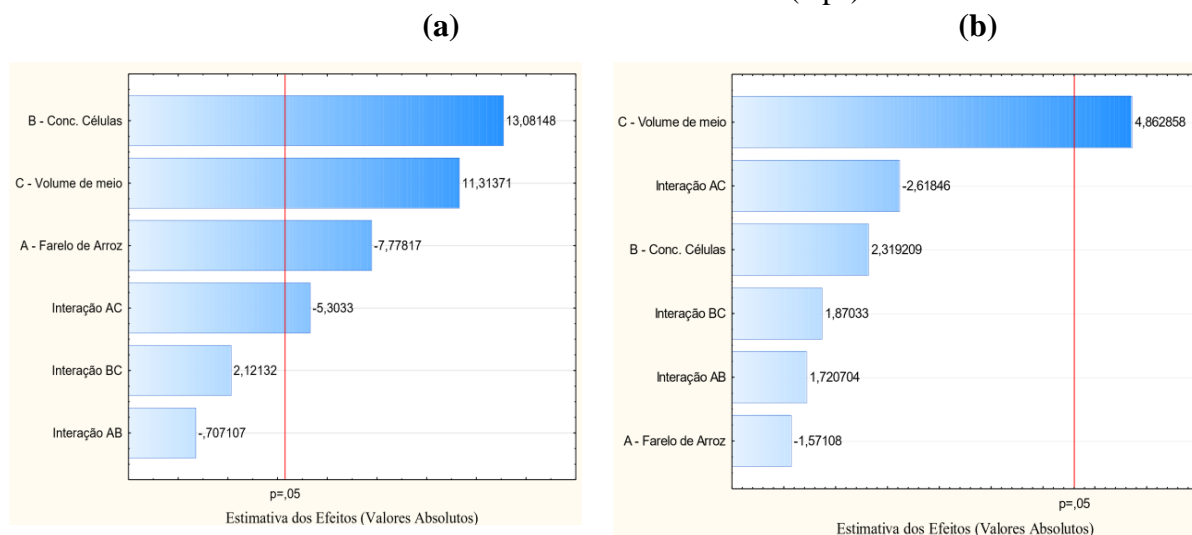 (a)
(b)
B - Conc. Células
13,08148
C - Volume de meio
11,31371
A - Farelo de Arroz
-7,77817
Interação AC
-5,3033
Interação BC
2,12132
Interação AB
-,707107
p=,05
Estimativa dos Efeitos (Valores Absolutos)
C - Volume de meio
4,862858
Interação AC
-2,61846
B - Conc. Células
2,319209
Interação BC
1,87033
Interação AB
1,720704
A - Farelo de Arroz
-1,57108
p=,05
Estimativa dos Efeitos (Valores Absolutos)